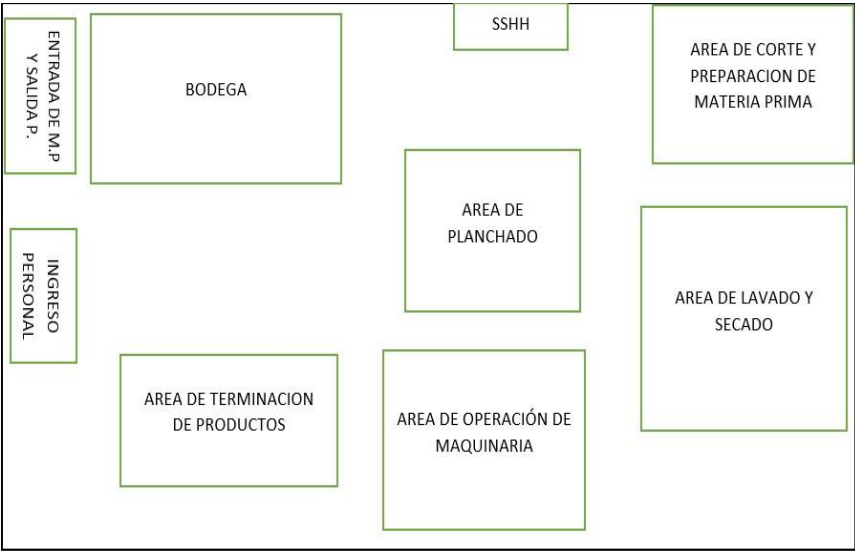 ENTRADA DE M.P
Y SALIDA P.
BODEGA
SSHH
AREA DE CORTE Y
PREPARACION DE
MATERIA PRIMA
AREA DE
PLANCHADO
INGRESO
PERSONAL
AREA DE LAVADO Y
SECADO
AREA DE TERMINACION
DE PRODUCTOS
AREA DE OPERACIÓN DE
MAQUINARIA